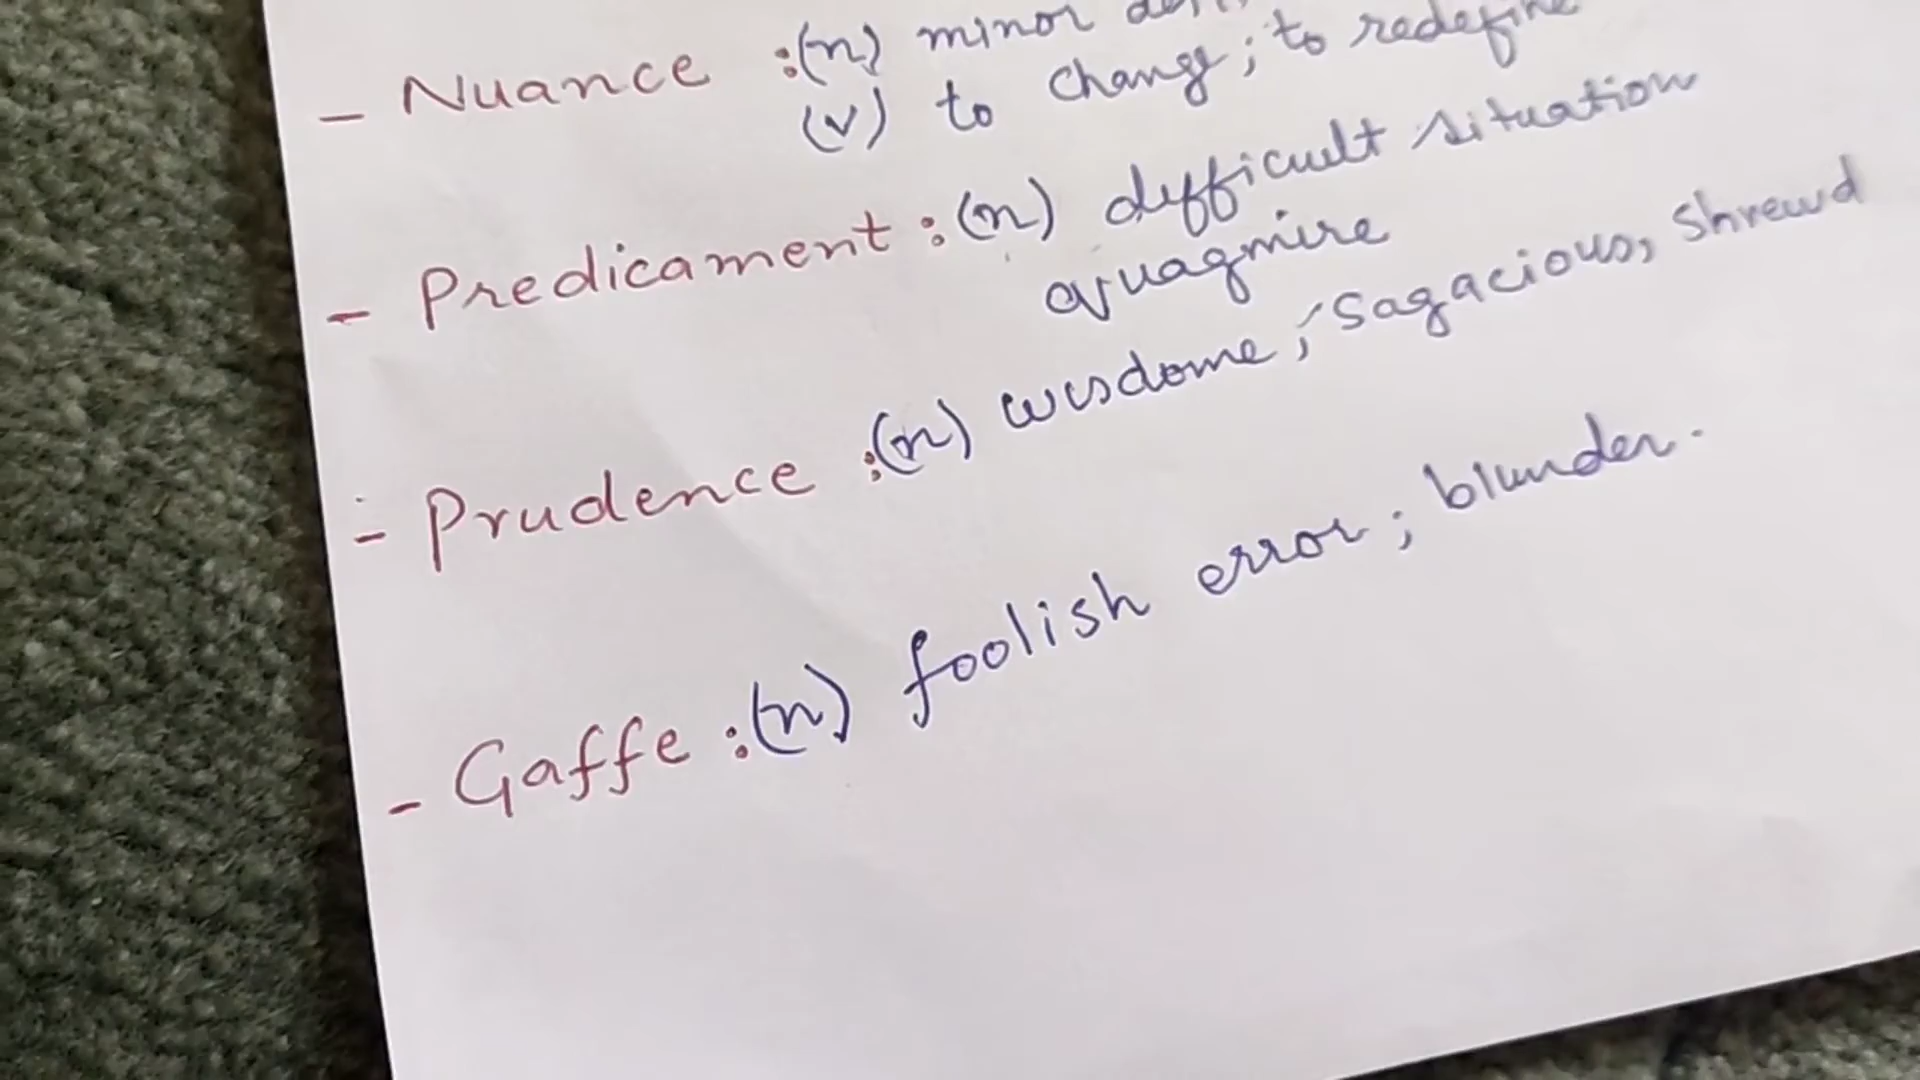 - Nuance :(n) minor
(v) to change; to redefine
- Predicament :(n) difficult situation
quagmire
- Prudence :(n) wisdome; sagacious, shrewd
- Gaffe :(n) foolish error; blunder.